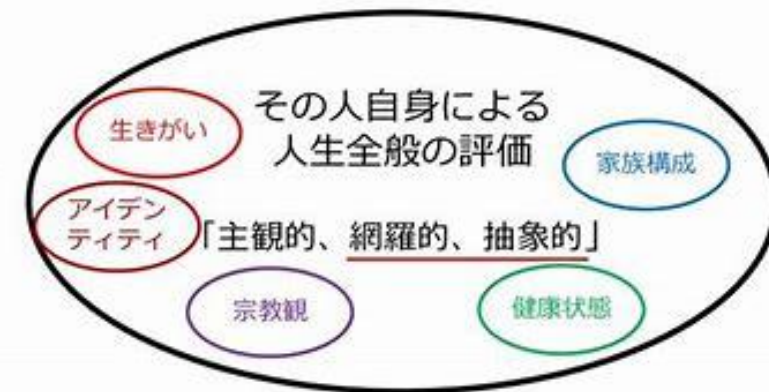 その人自身による
人生全般の評価
生きがい
家族構成
アイデン
ティティ
「主観的、網羅的、抽象的」
宗教観
健康状態